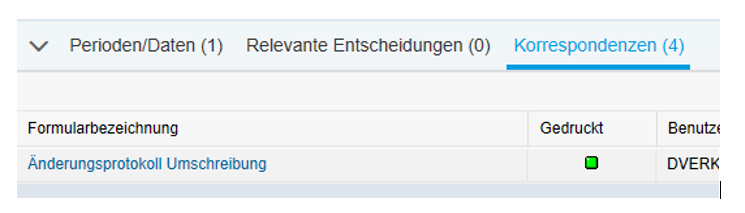 Perioden/Daten (1) Relevante Entscheidungen (0) Korrespondenzen (4)
Formularbezeichnung Gedruckt Benutze
Änderungsprotokoll Umschreibung DVERK